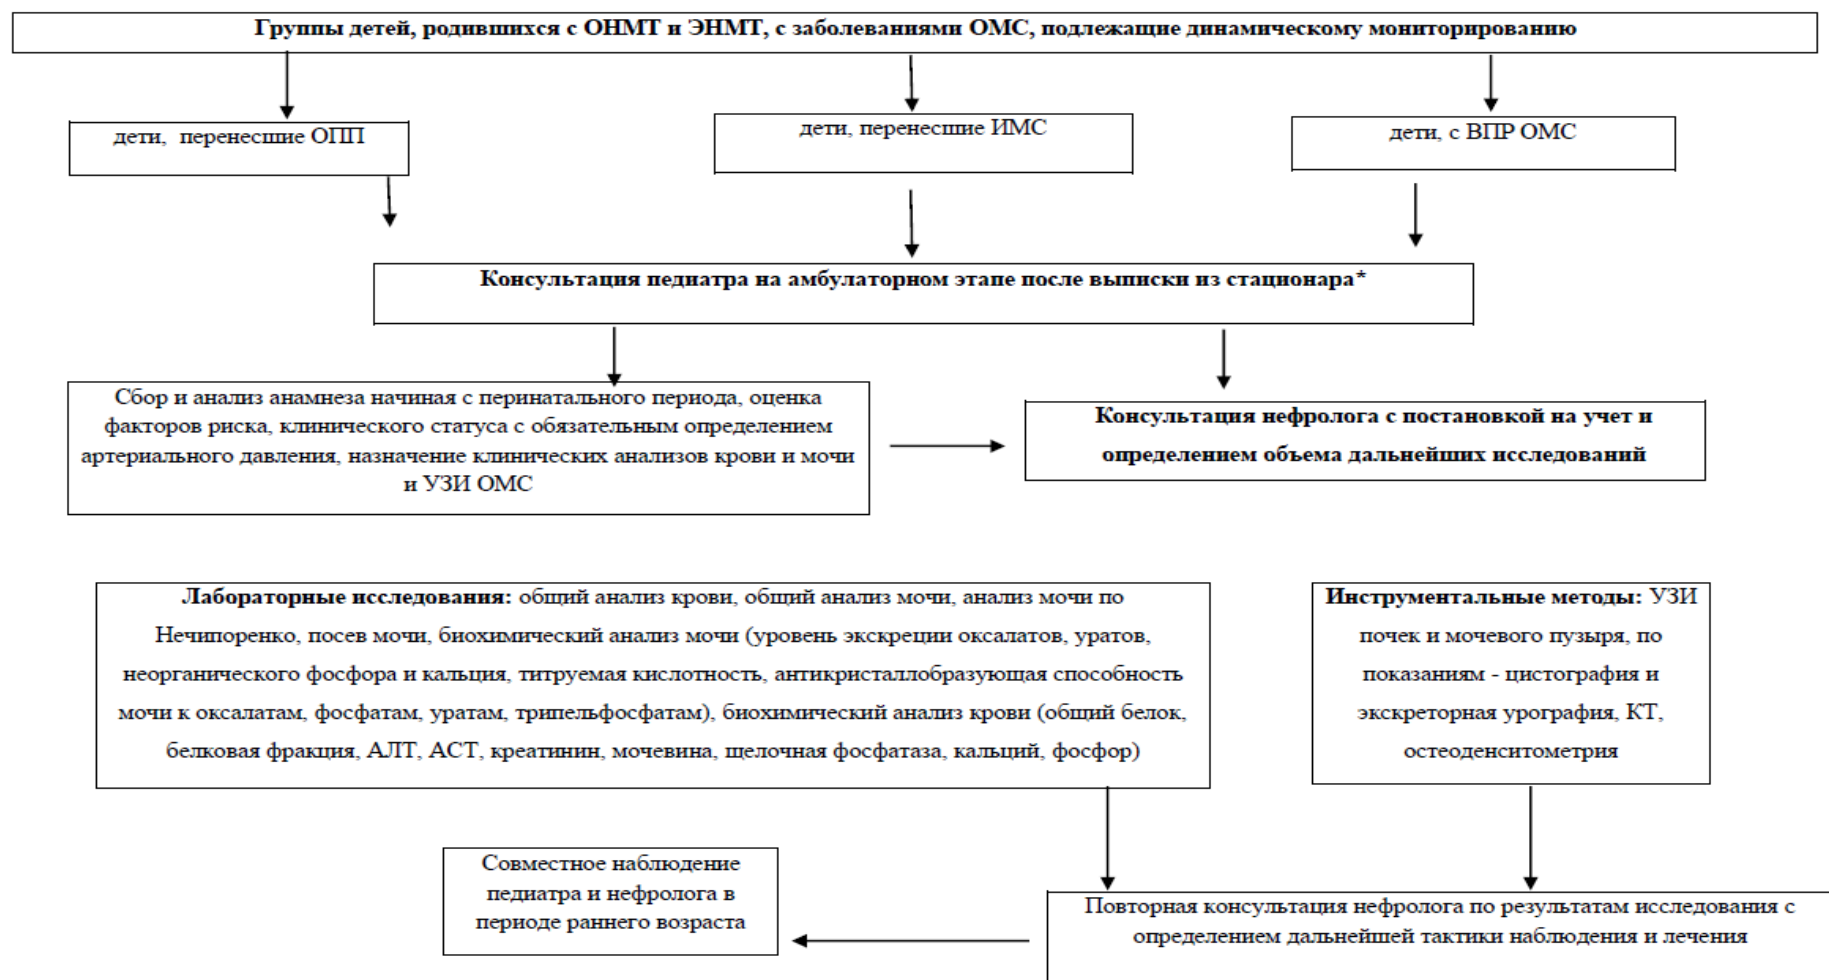 Группы детей, родившихся с ОНМТ и ЭНМТ, с заболеваниями ОМС, подлежащие динамическому мониторированию
дети, перенесшие ОПП
дети, перенесшие ИМС
дети, с ВПР ОМС
Консультация педиатра на амбулаторном этапе после выписки из стационара*
Сбор и анализ анамнеза начиная с перинатального периода, оценка
факторов риска, клинического статуса с обязательным определением
артериального давления, назначение клинических анализов крови и мочи
и УЗИ ОМС
Консультация нефролога с постановкой на учет и
определением объема дальнейших исследований
Лабораторные исследования: общий анализ крови, общий анализ мочи, анализ мочи по
Нечипоренко, посев мочи, биохимический анализ мочи (уровень экскреции оксалатов, уратов,
неорганического фосфора и кальция, титруемая кислотность, антикристаллобразующая способность
мочи к оксалатам, фосфатам, уратам, трипельфосфатам), биохимический анализ крови (общий белок,
белковая фракция, АЛТ, АСТ, креатинин, мочевина, щелочная фосфатаза, кальций, фосфор)
Инструментальные методы: УЗИ
почек и мочевого пузыря, по
показаниям - цистография и
экскреторная урография, КТ,
остеоденситометрия
Совместное наблюдение
педиатра и нефролога в
периоде раннего возраста
Повторная консультация нефролога по результатам исследования с
определением дальнейшей тактики наблюдения и лечения